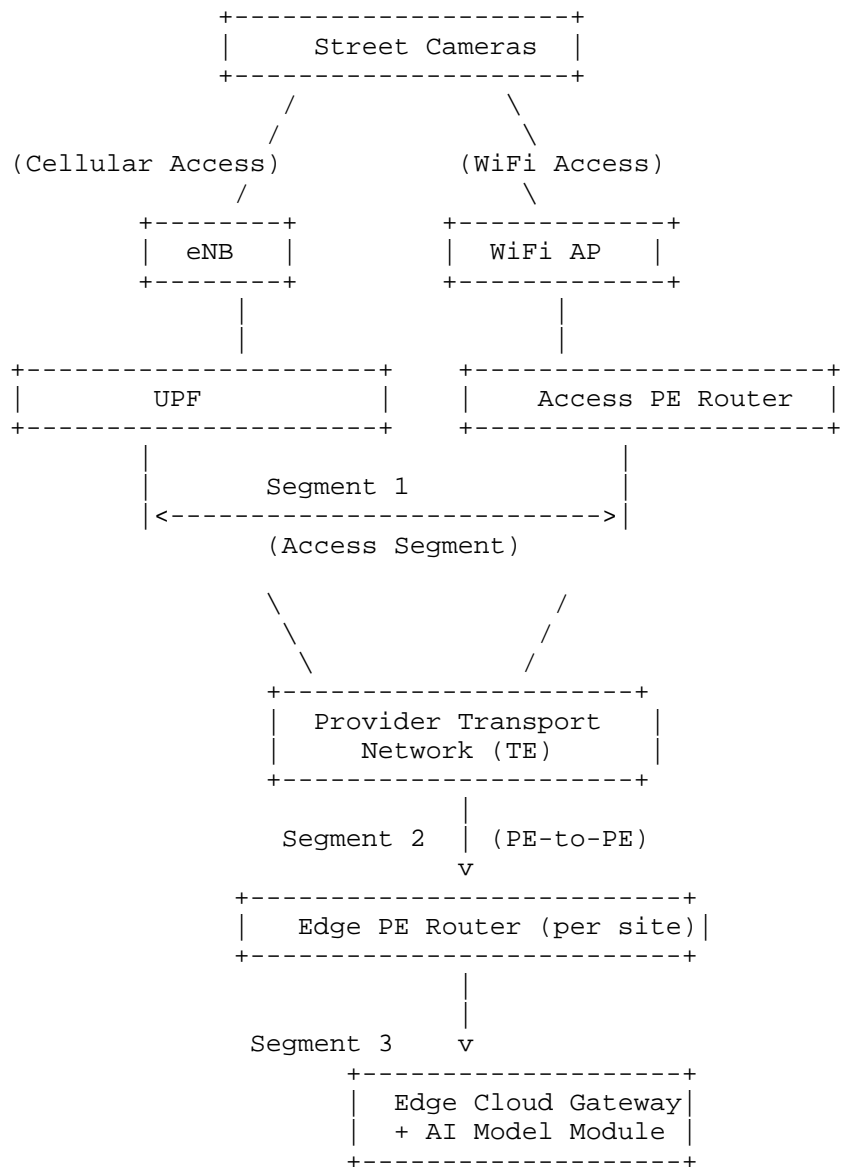 Street Cameras
(Cellular Access) (WiFi Access)
eNB WiFi AP
UPF Access PE Router
Segment 1
(Access Segment)
Provider Transport
Network (TE)
Segment 2 (PE-to-PE)
v
Edge PE Router (per site)
Segment 3 v
Edge Cloud Gateway
+ AI Model Module